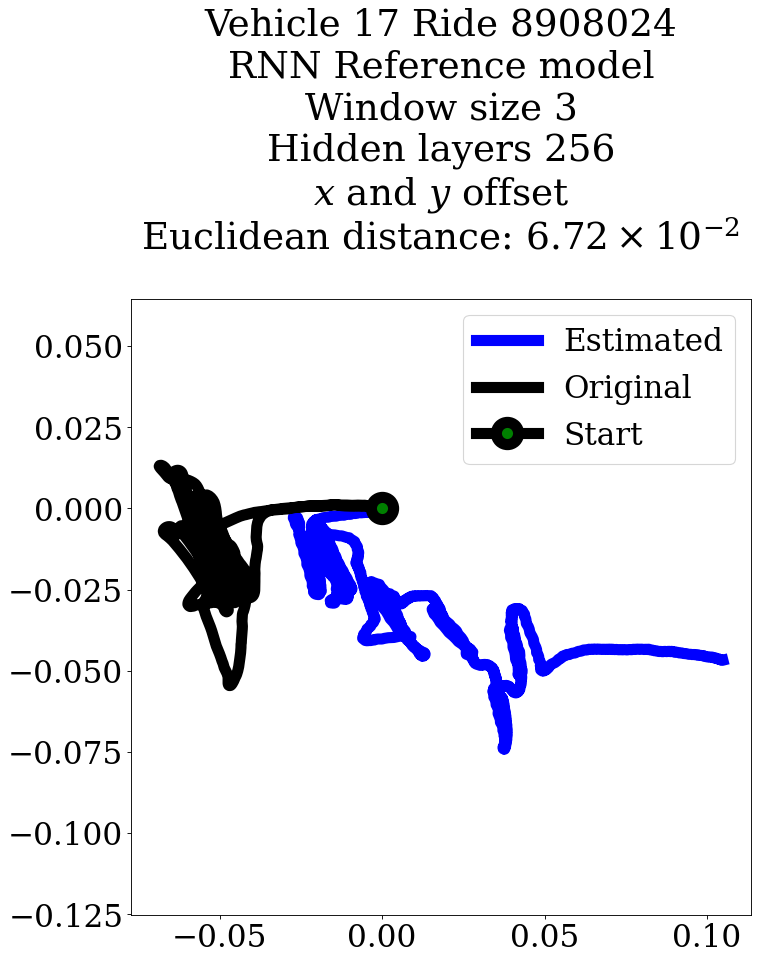 Vehicle 17 Ride 8908024
RNN Reference model
Window size 3
Hidden layers 256
x and y offset
Euclidean distance: 6.72 × 10⁻²
Estimated
Original
Start
0.050
0.025
0.000
−0.025
−0.050
−0.075
−0.100
−0.125
−0.05 0.00 0.05 0.10